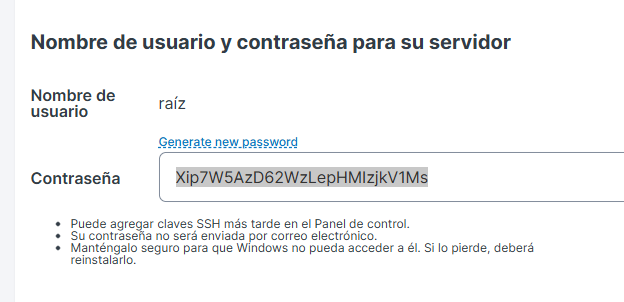 Nombre de usuario y contraseña para su servidor
Nombre de
usuario
raíz
Generate new password
Contraseña
Xip7W5AzD62WzLepHMIzjkV1Ms
Puede agregar claves SSH más tarde en el Panel de control.
Su contraseña no será enviada por correo electrónico.
Manténgalo seguro para que Windows no pueda acceder a él. Si lo pierde, deberá
reinstalarlo.